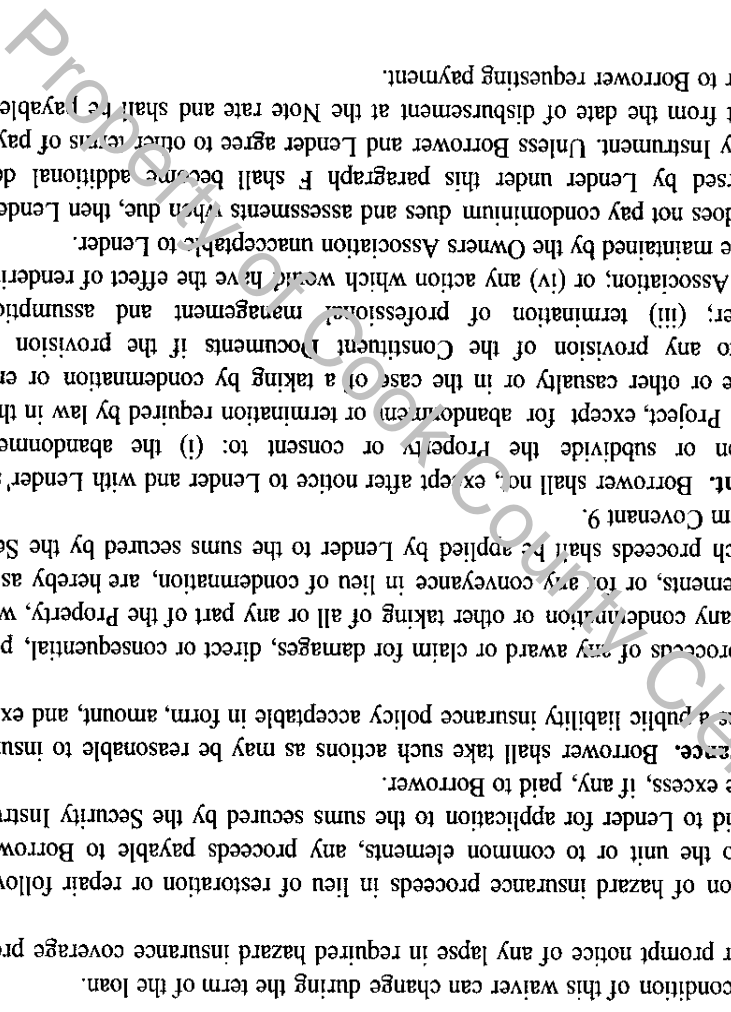 condition of this waiver can change during the term of the loan.
r prompt notice of any lapse in required hazard insurance coverage pr
on of hazard insurance proceeds in lieu of restoration or repair follow
o the unit or to common elements, any proceeds payable to Borrow
id to Lender for application to the sums secured by the Security Instru
e excess, if any, paid to Borrower.
ance. Borrower shall take such actions as may be reasonable to insu
ns a public liability insurance policy acceptable in form, amount, and ex
proceeds of any award or claim for damages, direct or consequential, p
any condemnation or other taking of all or any part of the Property, w
ements, or for any conveyance in lieu of condemnation, are hereby as
ch proceeds shall be applied by Lender to the sums secured by the Se
m Covenant 9.
nt. Borrower shall not, except after notice to Lender and with Lender's
on or subdivide the Property or consent to: (i) the abandonme
Project, except for abandonment or termination required by law in th
e or other casualty or in the case of a taking by condemnation or en
to any provision of the Constituent Documents if the provision
er; (iii) termination of professional management and assumptio
Association; or (iv) any action which would have the effect of renderin
e maintained by the Owners Association unacceptable to Lender.
does not pay condominium dues and assessments when due, then Lende
rsed by Lender under this paragraph F shall become additional de
y Instrument. Unless Borrower and Lender agree to other terms of pay
t from the date of disbursement at the Note rate and shall be payable
r to Borrower requesting payment.
Property of Cook County Cle